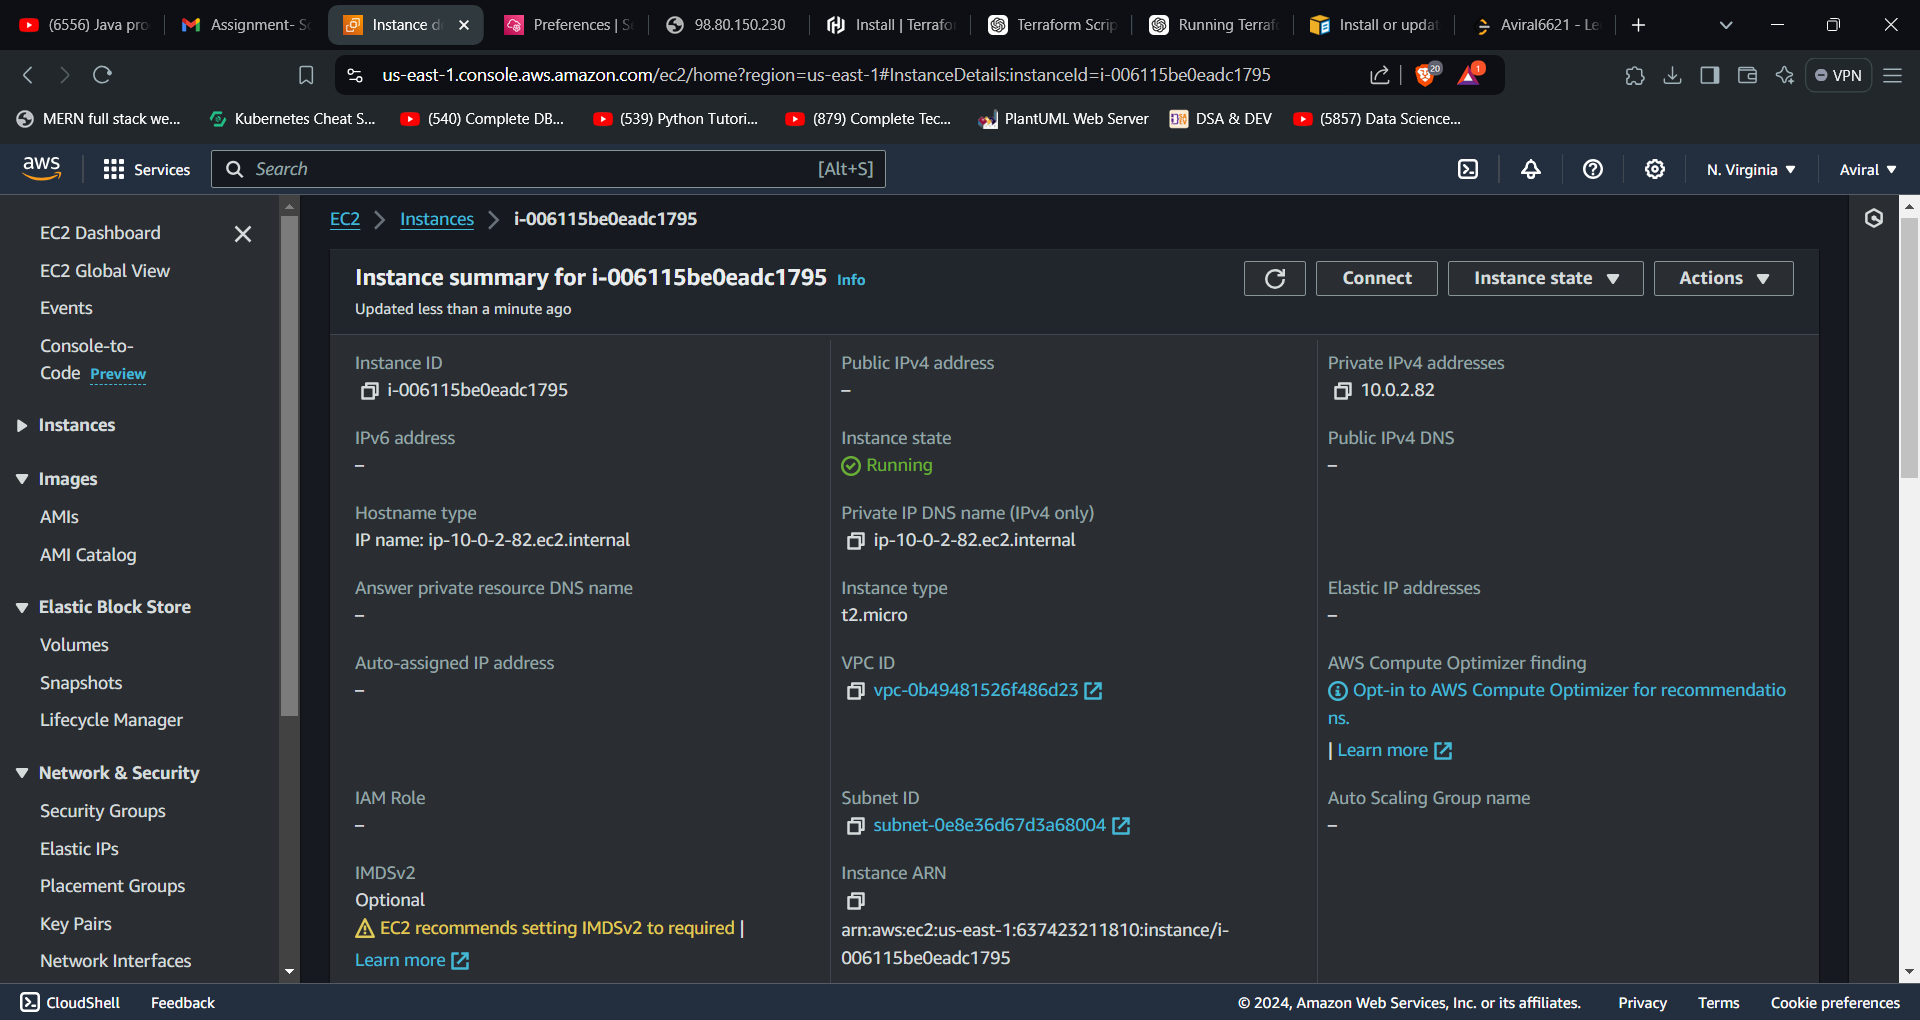 (6556) Java pro
Assignment- Sc
Instance d
Preferences | S
98.80.150.230
Install | Terrafo
Terraform Scrip
Running Terraf
Install or updat
Aviral6621 - Le
us-east-1.console.aws.amazon.com/ec2/home?region=us-east-1#InstanceDetails:instanceId=i-006115be0eadc1795
20
1
VPN
MERN full stack we...
Kubernetes Cheat S...
(540) Complete DB...
(539) Python Tutori...
(879) Complete Tec...
PlantUML Web Server
DSA & DEV
(5857) Data Science...
aws
Services
Search
[Alt+S]
N. Virginia
Aviral
EC2 Dashboard
EC2 Global View
Events
Console-to-
Code Preview
Instances
Images
AMIs
AMI Catalog
Elastic Block Store
Volumes
Snapshots
Lifecycle Manager
Network & Security
Security Groups
Elastic IPs
Placement Groups
Key Pairs
Network Interfaces
EC2 > Instances > i-006115be0eadc1795
Instance summary for i-006115be0eadc1795 Info
Updated less than a minute ago
Connect
Instance state
Actions
Instance ID
i-006115be0eadc1795
Public IPv4 address
–
Private IPv4 addresses
10.0.2.82
IPv6 address
–
Instance state
Running
Public IPv4 DNS
–
Hostname type
IP name: ip-10-0-2-82.ec2.internal
Private IP DNS name (IPv4 only)
ip-10-0-2-82.ec2.internal
Answer private resource DNS name
–
Instance type
t2.micro
Elastic IP addresses
–
Auto-assigned IP address
–
VPC ID
vpc-0b49481526f486d23
AWS Compute Optimizer finding
Opt-in to AWS Compute Optimizer for recommendatio
ns.
| Learn more
IAM Role
–
Subnet ID
subnet-0e8e36d67d3a68004
Auto Scaling Group name
–
IMDSv2
Optional
EC2 recommends setting IMDSv2 to required |
Learn more
Instance ARN
arn:aws:ec2:us-east-1:637423211810:instance/i-
006115be0eadc1795
CloudShell
Feedback
© 2024, Amazon Web Services, Inc. or its affiliates.
Privacy
Terms
Cookie preferences